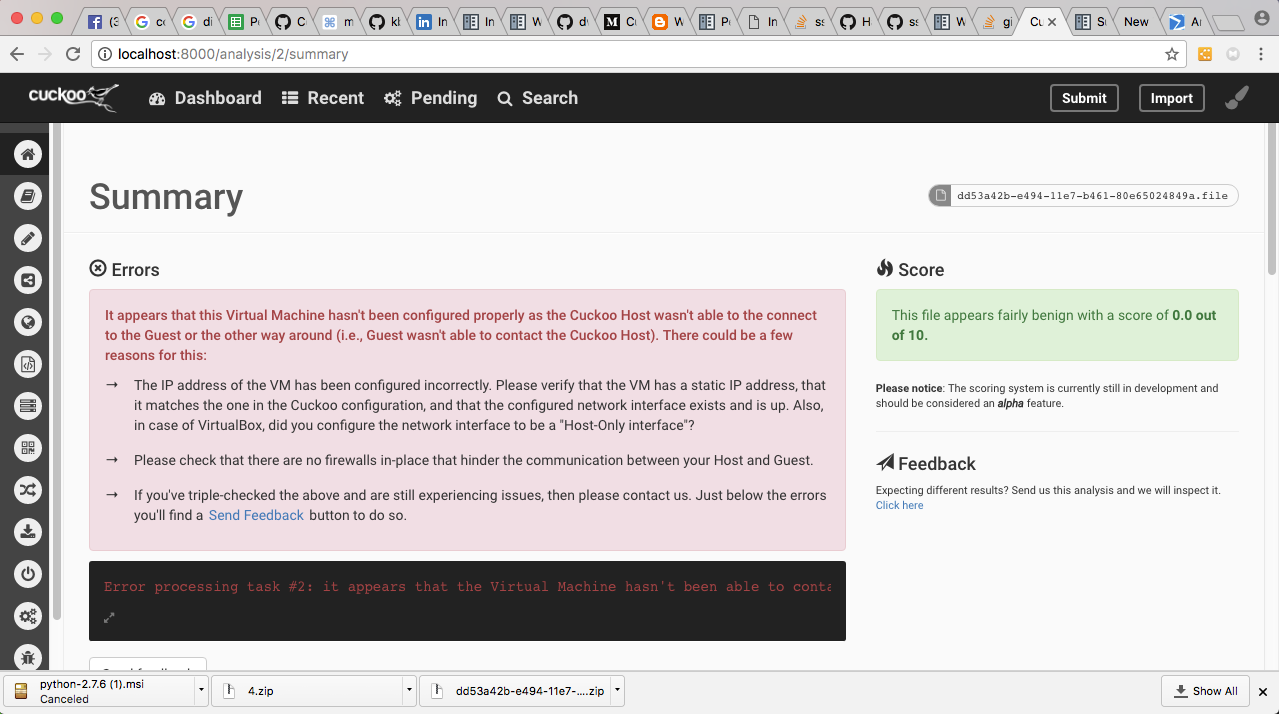 (3
co
di
Po
C
m
kl
In
In
W
dv
Cu
W
Po
In
ss
H
ss
W
gi
Cu
Su
New
Ar
localhost:8000/analysis/2/summary
cuckoo
Dashboard
Recent
Pending
Search
Submit
Import
Summary
dd53a42b-e494-11e7-b461-80e65024849a.file
Errors
It appears that this Virtual Machine hasn't been configured properly as the Cuckoo Host wasn't able to the connect
to the Guest or the other way around (i.e., Guest wasn't able to contact the Cuckoo Host). There could be a few
reasons for this:
→ The IP address of the VM has been configured incorrectly. Please verify that the VM has a static IP address, that
it matches the one in the Cuckoo configuration, and that the configured network interface exists and is up. Also,
in case of VirtualBox, did you configure the network interface to be a "Host-Only interface"?
→ Please check that there are no firewalls in-place that hinder the communication between your Host and Guest.
→ If you've triple-checked the above and are still experiencing issues, then please contact us. Just below the errors
you'll find a Send Feedback button to do so.
Error processing task #2: it appears that the Virtual Machine hasn't been able to conta
Score
This file appears fairly benign with a score of 0.0 out
of 10.
Please notice: The scoring system is currently still in development and
should be considered an alpha feature.
Feedback
Expecting different results? Send us this analysis and we will inspect it.
Click here
python-2.7.6 (1).msi
Canceled
4.zip
dd53a42b-e494-11e7-....zip
Show All